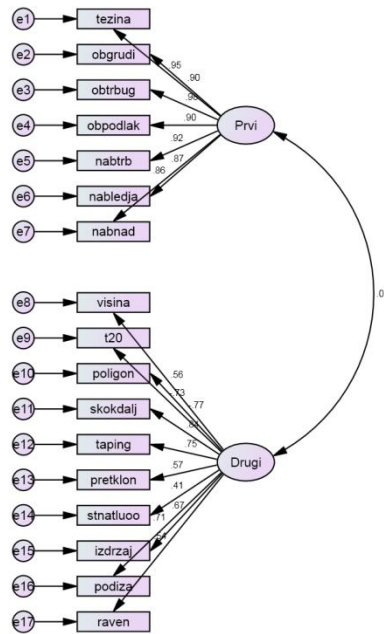 e1 tezina
e2 obgrudi
.95
.90
e3 obtrbug
e4 obpodlak
.90
Prvi
.92
e5 nabtrb
.87
.86
e6 nabledja
e7 nabnad
.0
e8 visina
e9 t20
e10 poligon
.56
-.73
-.77
e11 skokdalj
e12 taping
.75
e13 pretklon
.57
Drugi
.41
e14 stnatluoo
.67
.71
e15 izdrzaj
e16 podiza
e17 raven